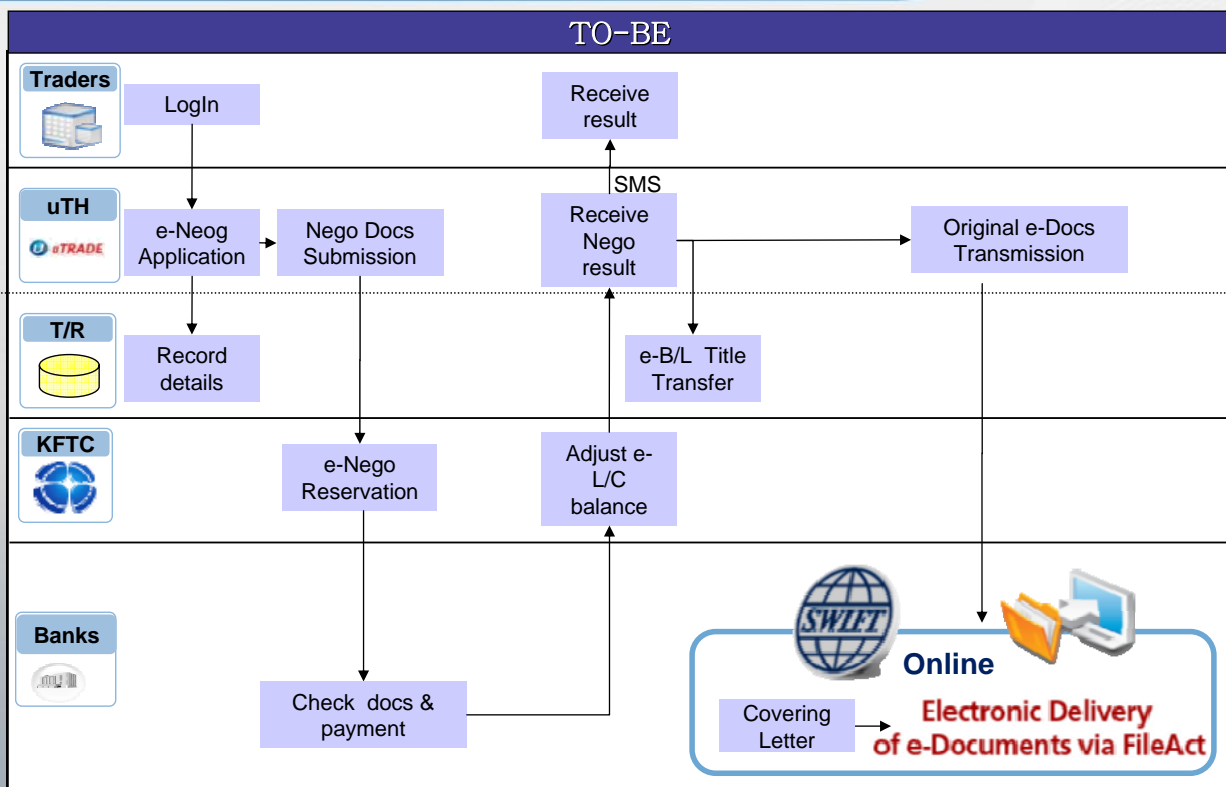 TO-BE
Traders
LogIn
Receive
result
SMS
uTH
uTRADE
e-Neog
Application
Nego Docs
Submission
Receive
Nego
result
Original e-Docs
Transmission
T/R
Record
details
e-B/L Title
Transfer
KFTC
e-Nego
Reservation
Adjust e-
L/C
balance
Banks
Check docs &
payment
SWIFT
Online
Covering
Letter
Electronic Delivery
of e-Documents via FileAct